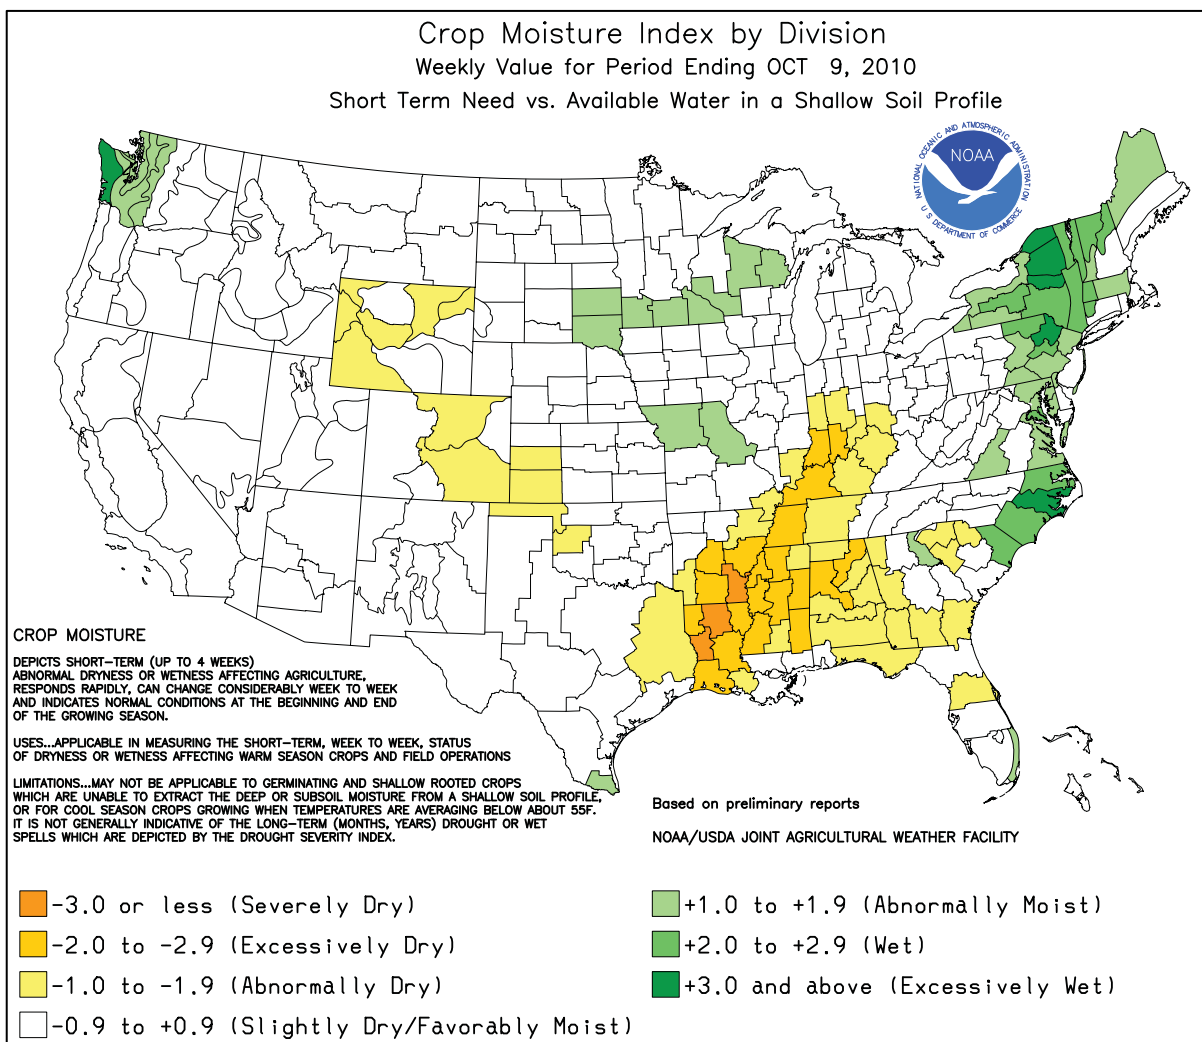 Crop Moisture Index by Division
Weekly Value for Period Ending OCT 9, 2010
Short Term Need vs. Available Water in a Shallow Soil Profile
NATIONAL OCEANIC AND ATMOSPHERIC ADMINISTRATION
NOAA
U S DEPARTMENT OF COMMERCE
CROP MOISTURE
DEPICTS SHORT-TERM (UP TO 4 WEEKS)
ABNORMAL DRYNESS OR WETNESS AFFECTING AGRICULTURE,
RESPONDS RAPIDLY, CAN CHANGE CONSIDERABLY WEEK TO WEEK
AND INDICATES NORMAL CONDITIONS AT THE BEGINNING AND END
OF THE GROWING SEASON.
USES...APPLICABLE IN MEASURING THE SHORT-TERM, WEEK TO WEEK, STATUS
OF DRYNESS OR WETNESS AFFECTING WARM SEASON CROPS AND FIELD OPERATIONS
LIMITATIONS...MAY NOT BE APPLICABLE TO GERMINATING AND SHALLOW ROOTED CROPS
WHICH ARE UNABLE TO EXTRACT THE DEEP OR SUBSOIL MOISTURE FROM A SHALLOW SOIL PROFILE,
OR FOR COOL SEASON CROPS GROWING WHEN TEMPERATURES ARE AVERAGING BELOW ABOUT 55F.
IT IS NOT GENERALLY INDICATIVE OF THE LONG-TERM (MONTHS, YEARS) DROUGHT OR WET
SPELLS WHICH ARE DEPICTED BY THE DROUGHT SEVERITY INDEX.
Based on preliminary reports
NOAA/USDA JOINT AGRICULTURAL WEATHER FACILITY
-3.0 or less (Severely Dry)
-2.0 to -2.9 (Excessively Dry)
-1.0 to -1.9 (Abnormally Dry)
-0.9 to +0.9 (Slightly Dry/Favorably Moist)
+1.0 to +1.9 (Abnormally Moist)
+2.0 to +2.9 (Wet)
+3.0 and above (Excessively Wet)